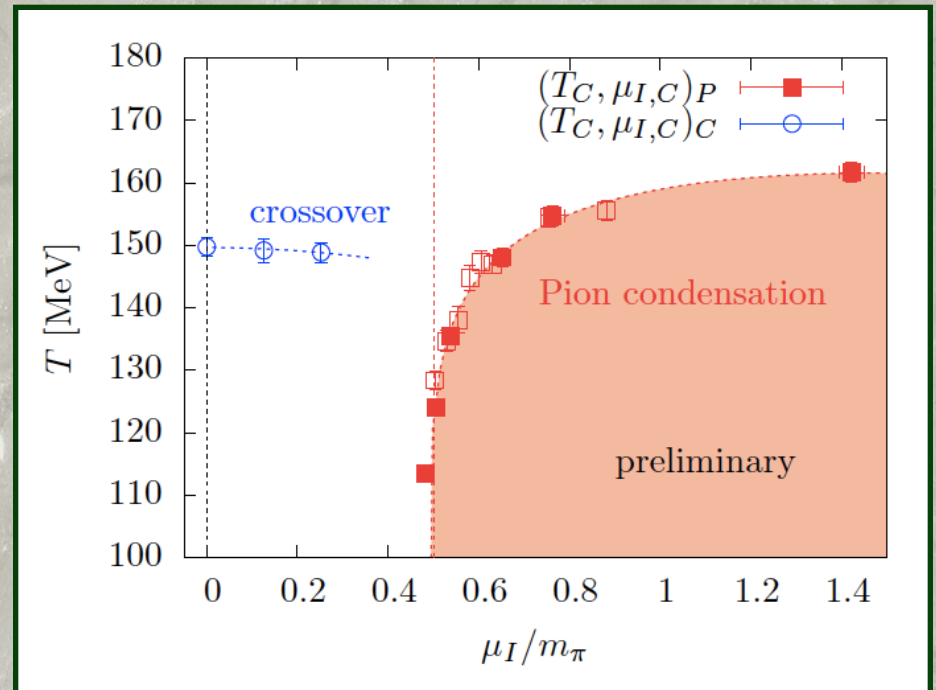 180
170
160
150
140
130
120
110
100
T [MeV]
(T_C, μ_{I,C})_P
(T_C, μ_{I,C})_C
crossover
Pion condensation
preliminary
0 0.2 0.4 0.6 0.8 1 1.2 1.4
μ_I/m_π